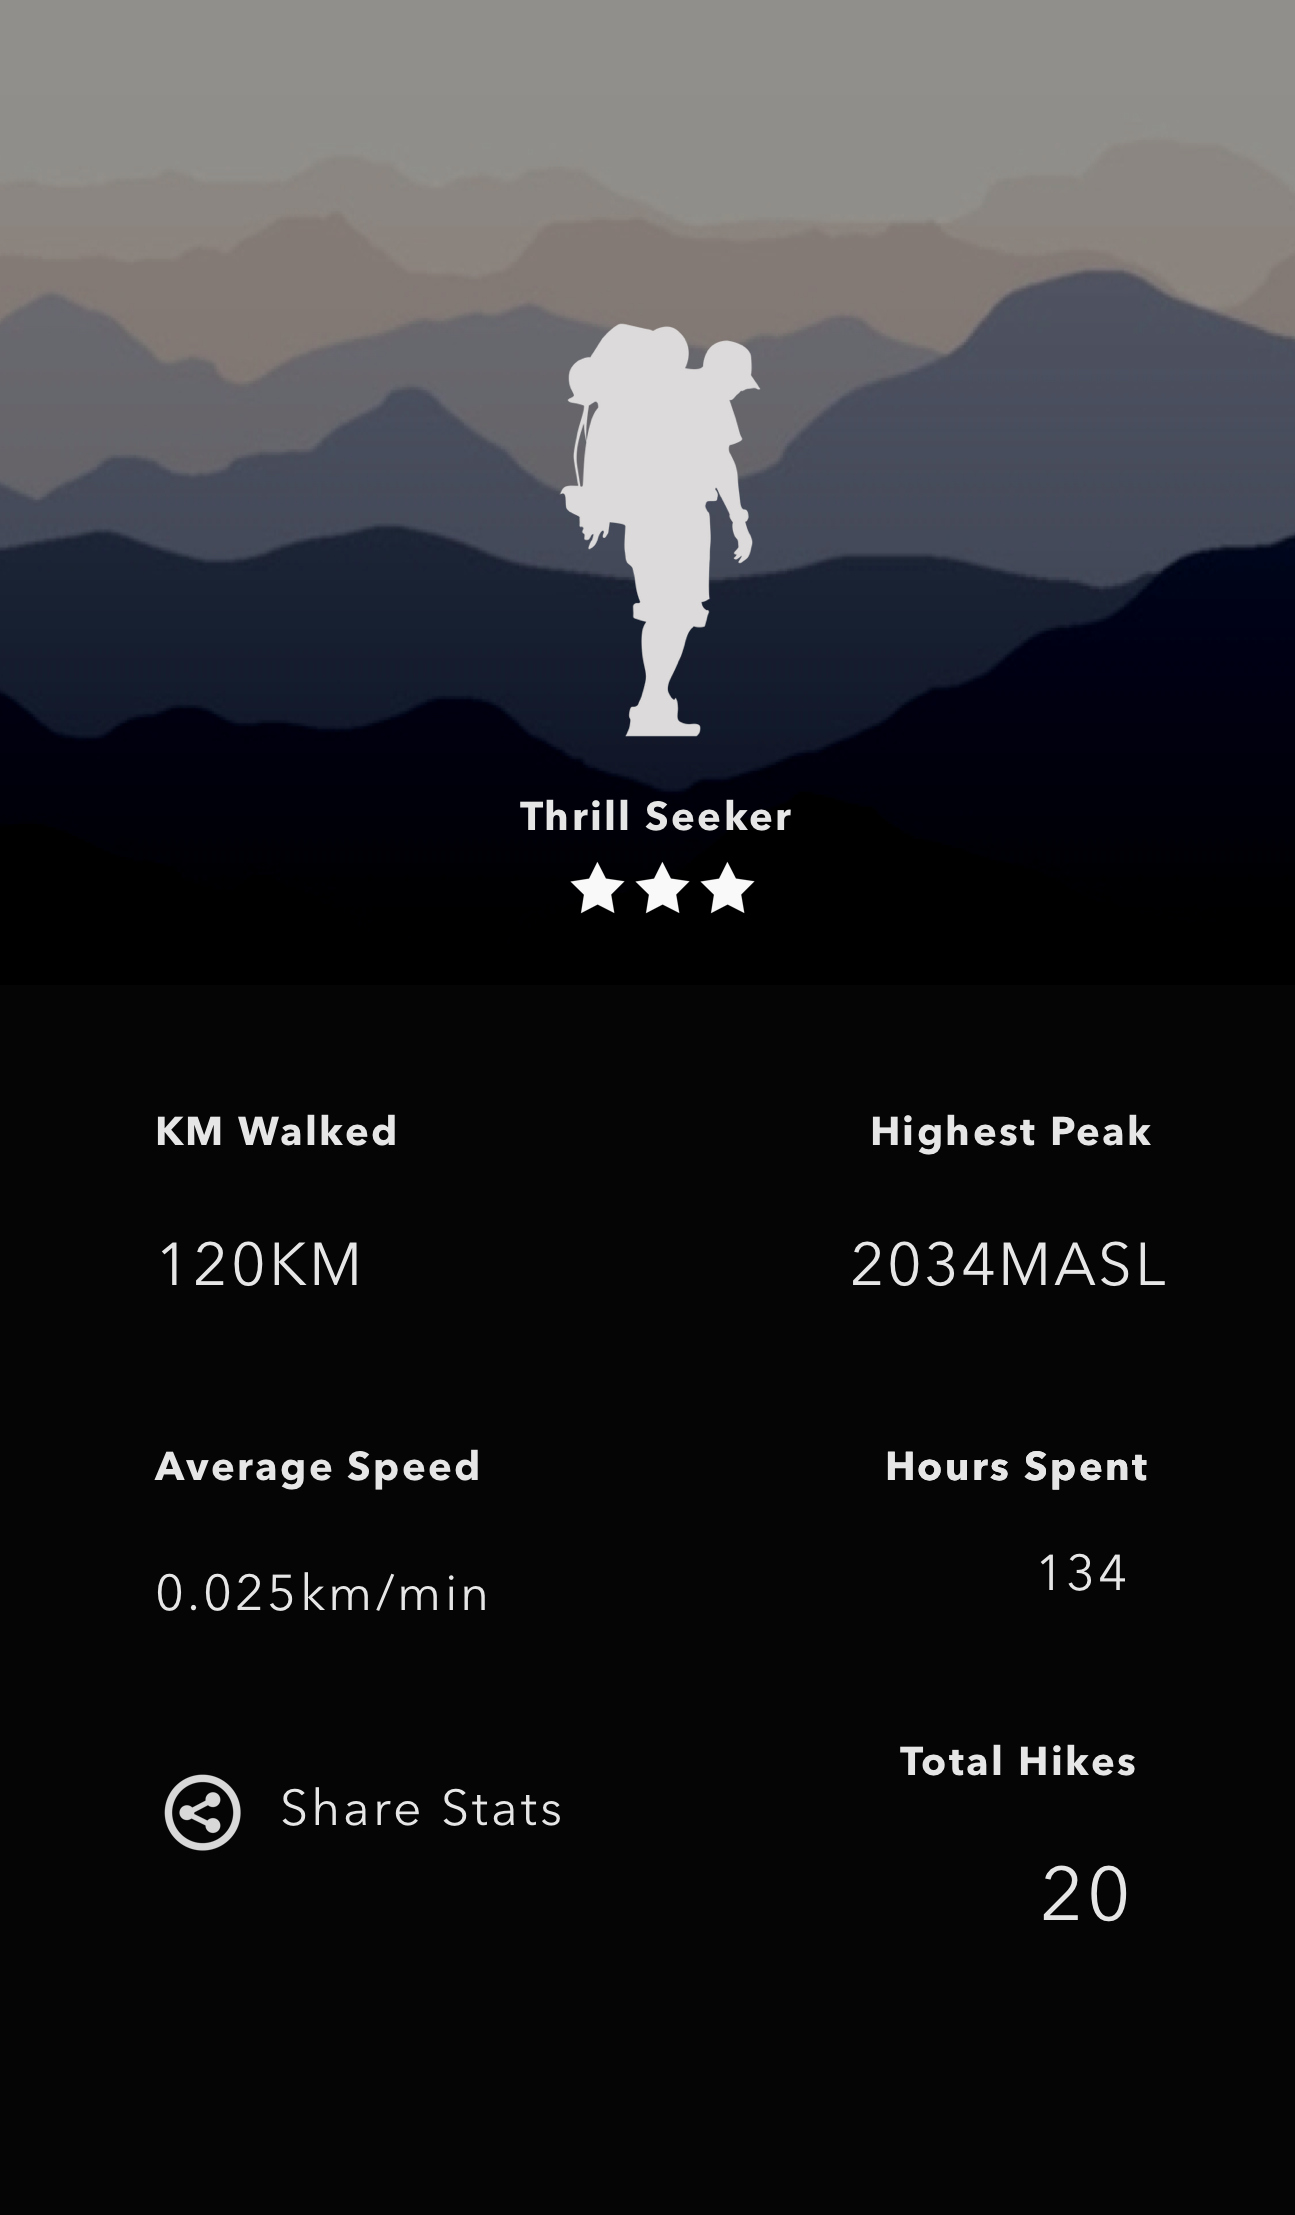 Thrill Seeker
KM Walked
Highest Peak
120KM
2034MASL
Average Speed
Hours Spent
0.025km/min
134
Total Hikes
Share Stats
20